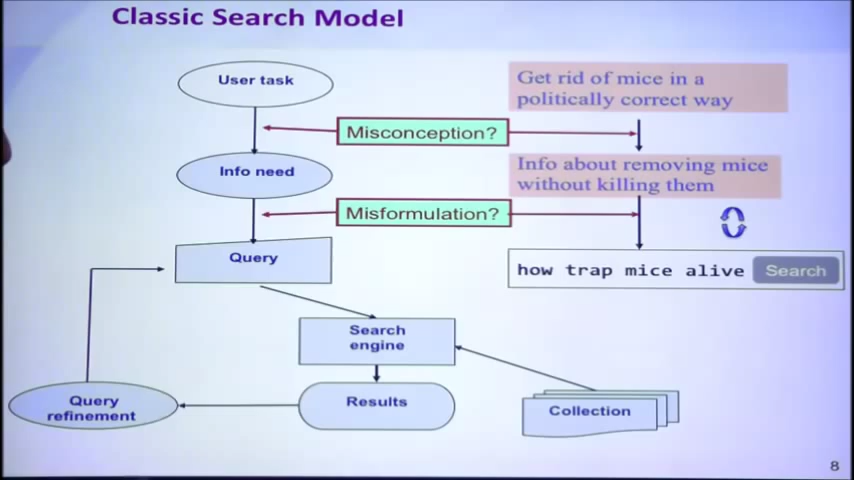 Classic Search Model
User task
Get rid of mice in a
politically correct way
Misconception?
Info need
Info about removing mice
without killing them
Misformulation?
Query
how trap mice alive
Search
Search
engine
Results
Query
refinement
Collection
8